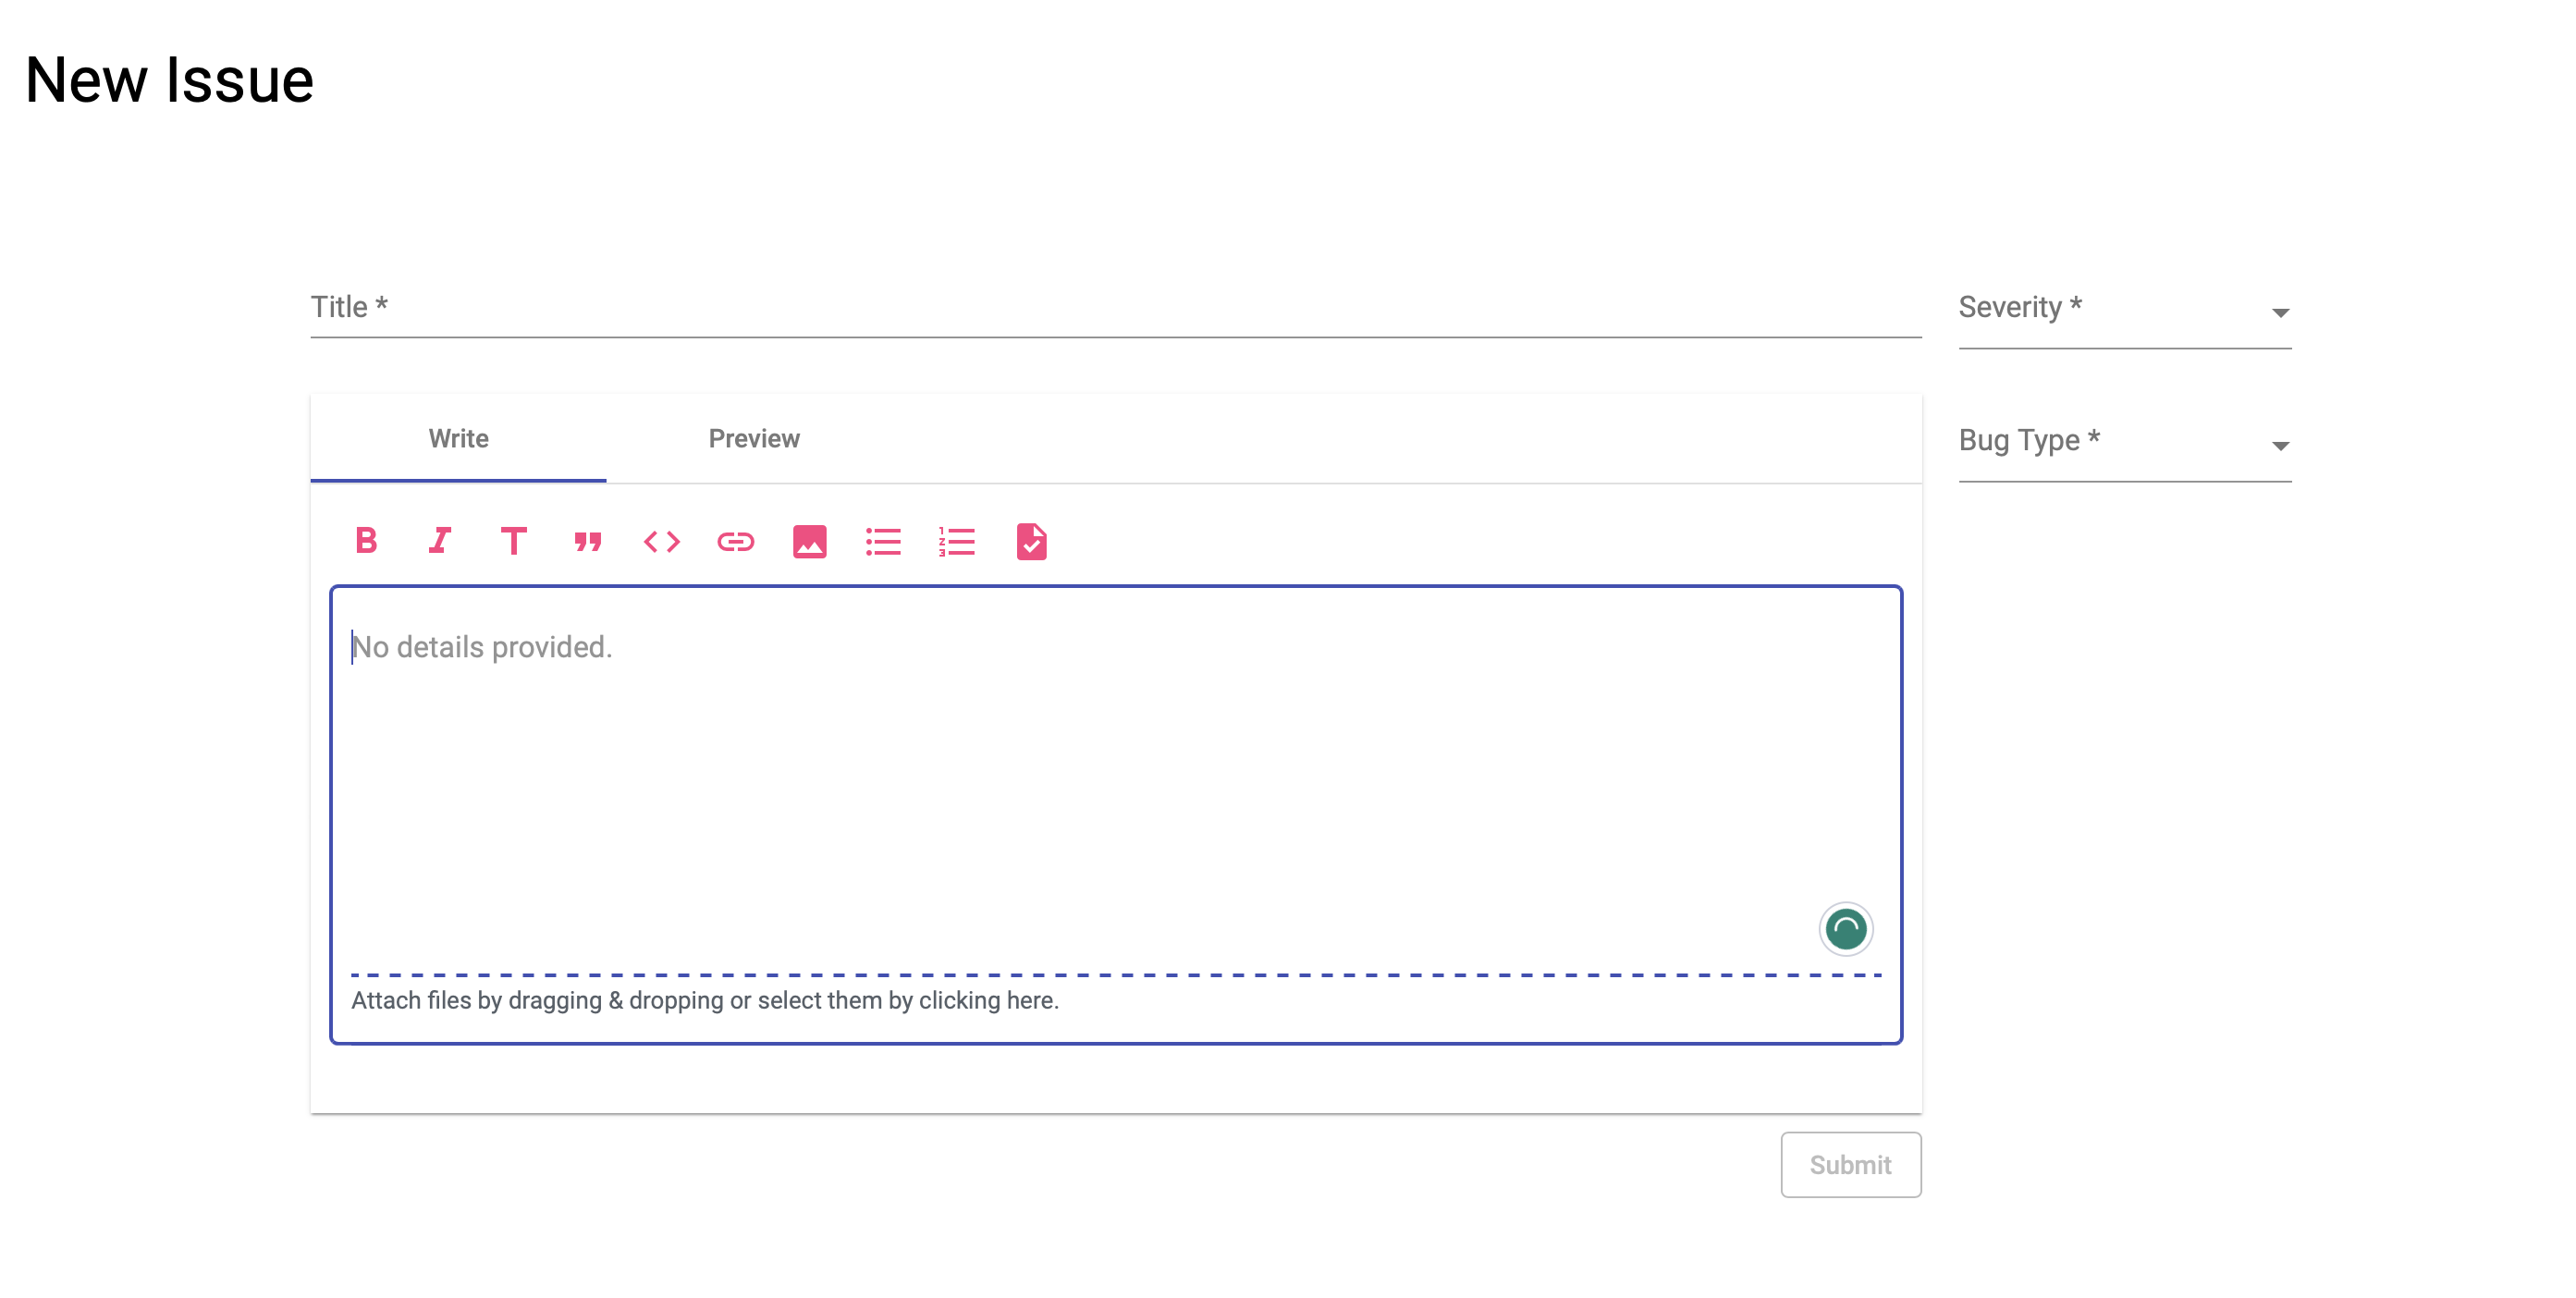 New Issue
Title *
Severity *
Write
Preview
Bug Type *
No details provided.
Attach files by dragging & dropping or select them by clicking here.
Submit